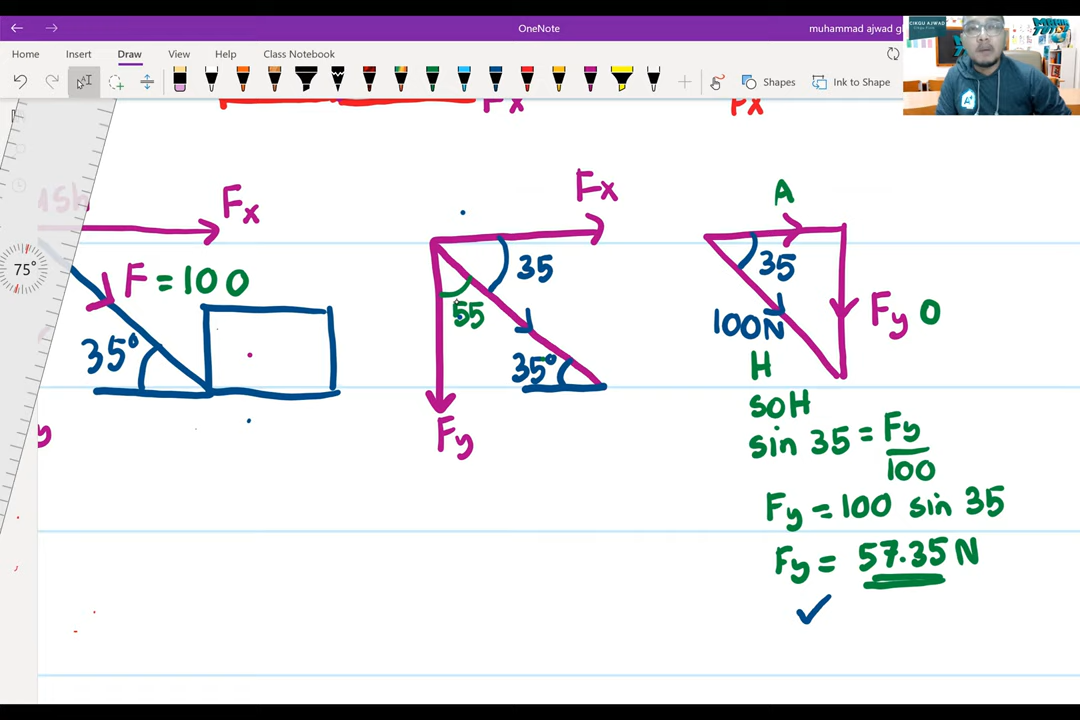 OneNote
muhammad ajwad
CIKGU AJWAD
Home Insert Draw View Help Class Notebook
Shapes Ink to Shape
Fx
Fx
Fx
F = 100
35°
75°
y
Fx
35
55
35°
Fy
A
35
100N
H
Fy O
SOH
sin 35 = Fy
100
Fy = 100 sin 35
Fy = 57.35 N